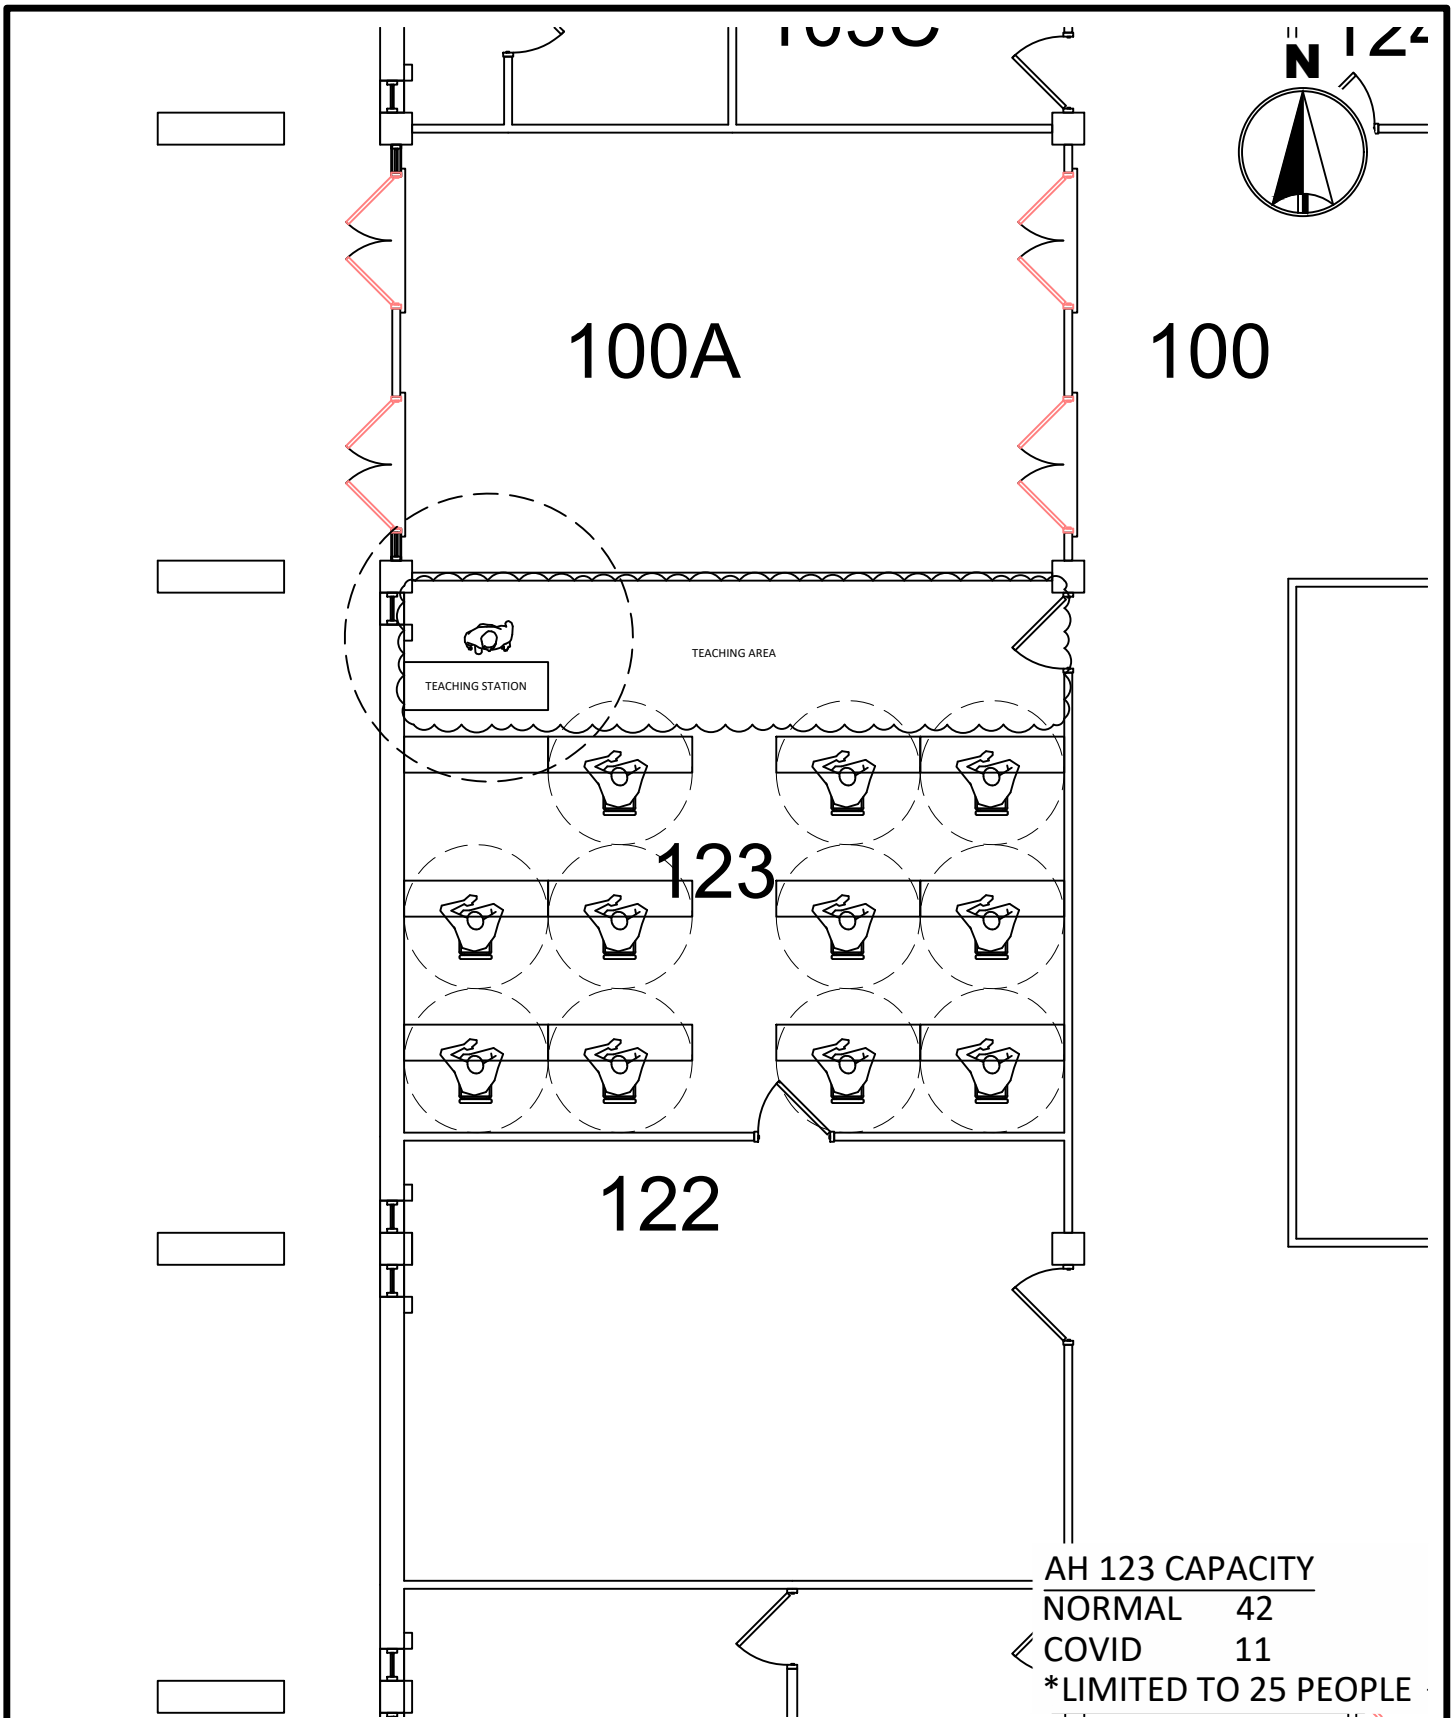 N
100A
100
TEACHING AREA
TEACHING STATION
123
122
AH 123 CAPACITY
NORMAL 42
COVID 11
*LIMITED TO 25 PEOPLE